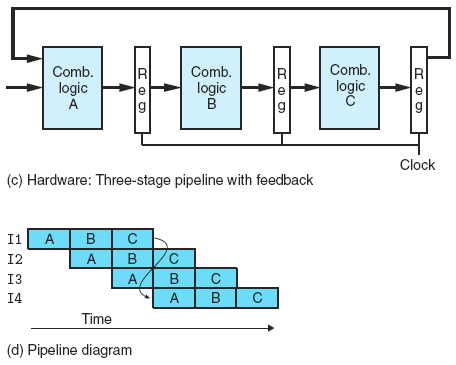 Comb.
logic
A
R
e
g
Comb.
logic
B
R
e
g
Comb.
logic
C
R
e
g
Clock
(c) Hardware: Three-stage pipeline with feedback
I1 A B C
I2 A B C
I3 A B C
I4 A B C
Time
(d) Pipeline diagram